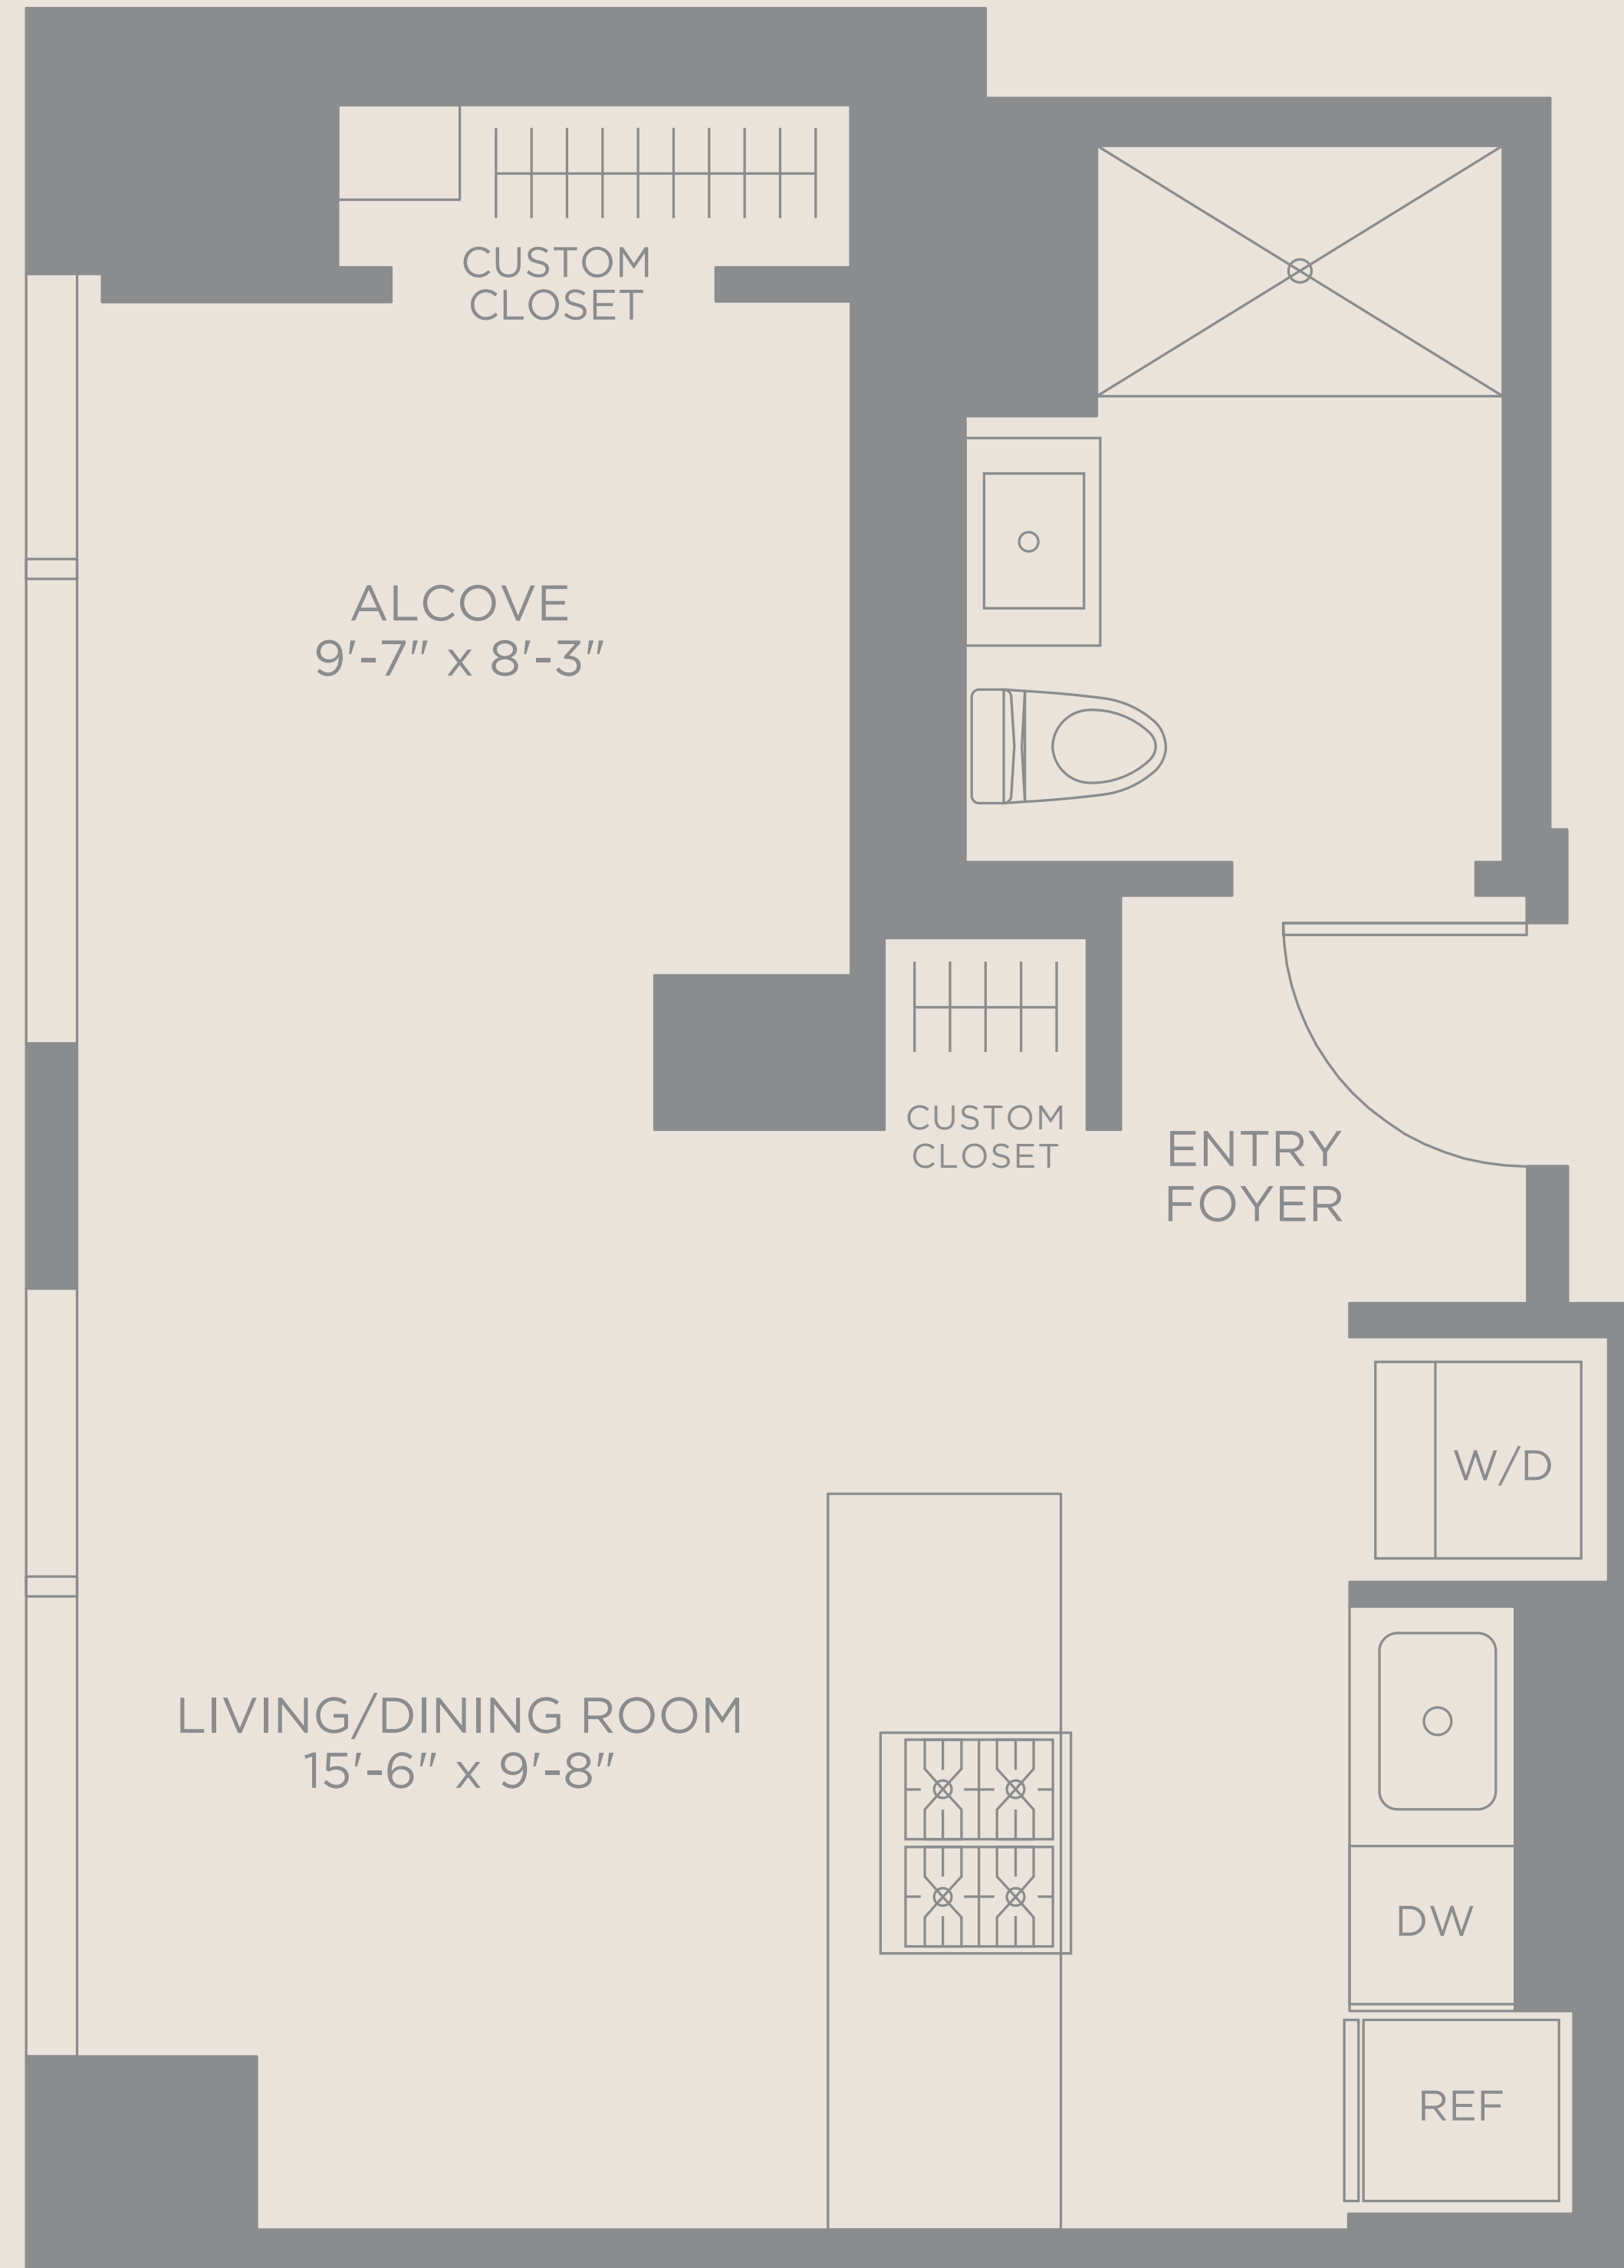 CUSTOM
CLOSET
ALCOVE
9'-7" x 8'-3"
CUSTOM
CLOSET
ENTRY
FOYER
W/D
LIVING/DINING ROOM
15'-6" x 9'-8"
DW
REF